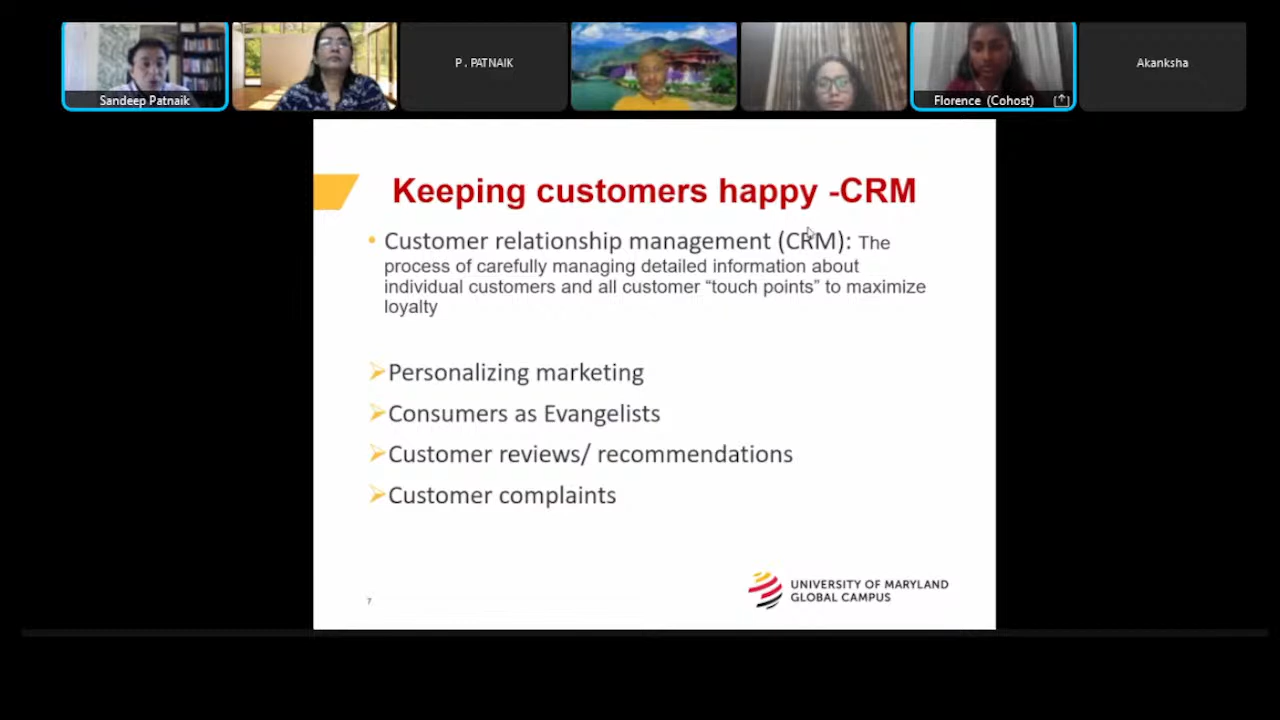 Sandeep Patnaik
P . PATNAIK
Florence (Cohost)
Akanksha
Keeping customers happy -CRM
• Customer relationship management (CRM): The
process of carefully managing detailed information about
individual customers and all customer “touch points” to maximize
loyalty
➢Personalizing marketing
➢Consumers as Evangelists
➢Customer reviews/ recommendations
➢Customer complaints
7
UNIVERSITY OF MARYLAND
GLOBAL CAMPUS